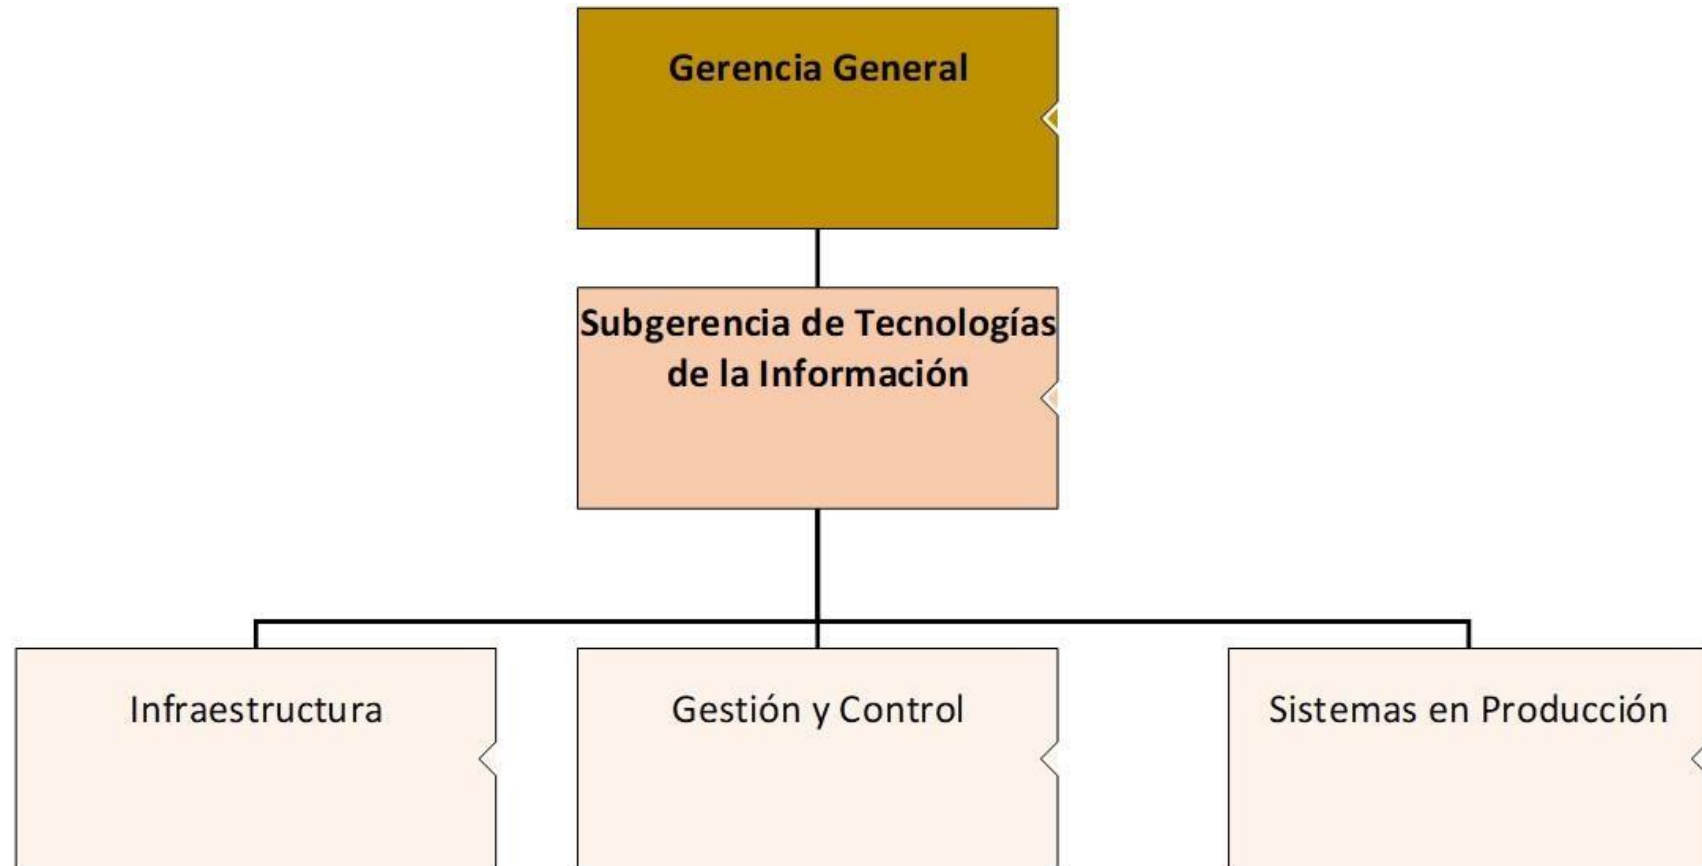 Gerencia General
Subgerencia de Tecnologías
de la Información
Infraestructura
Gestión y Control
Sistemas en Producción